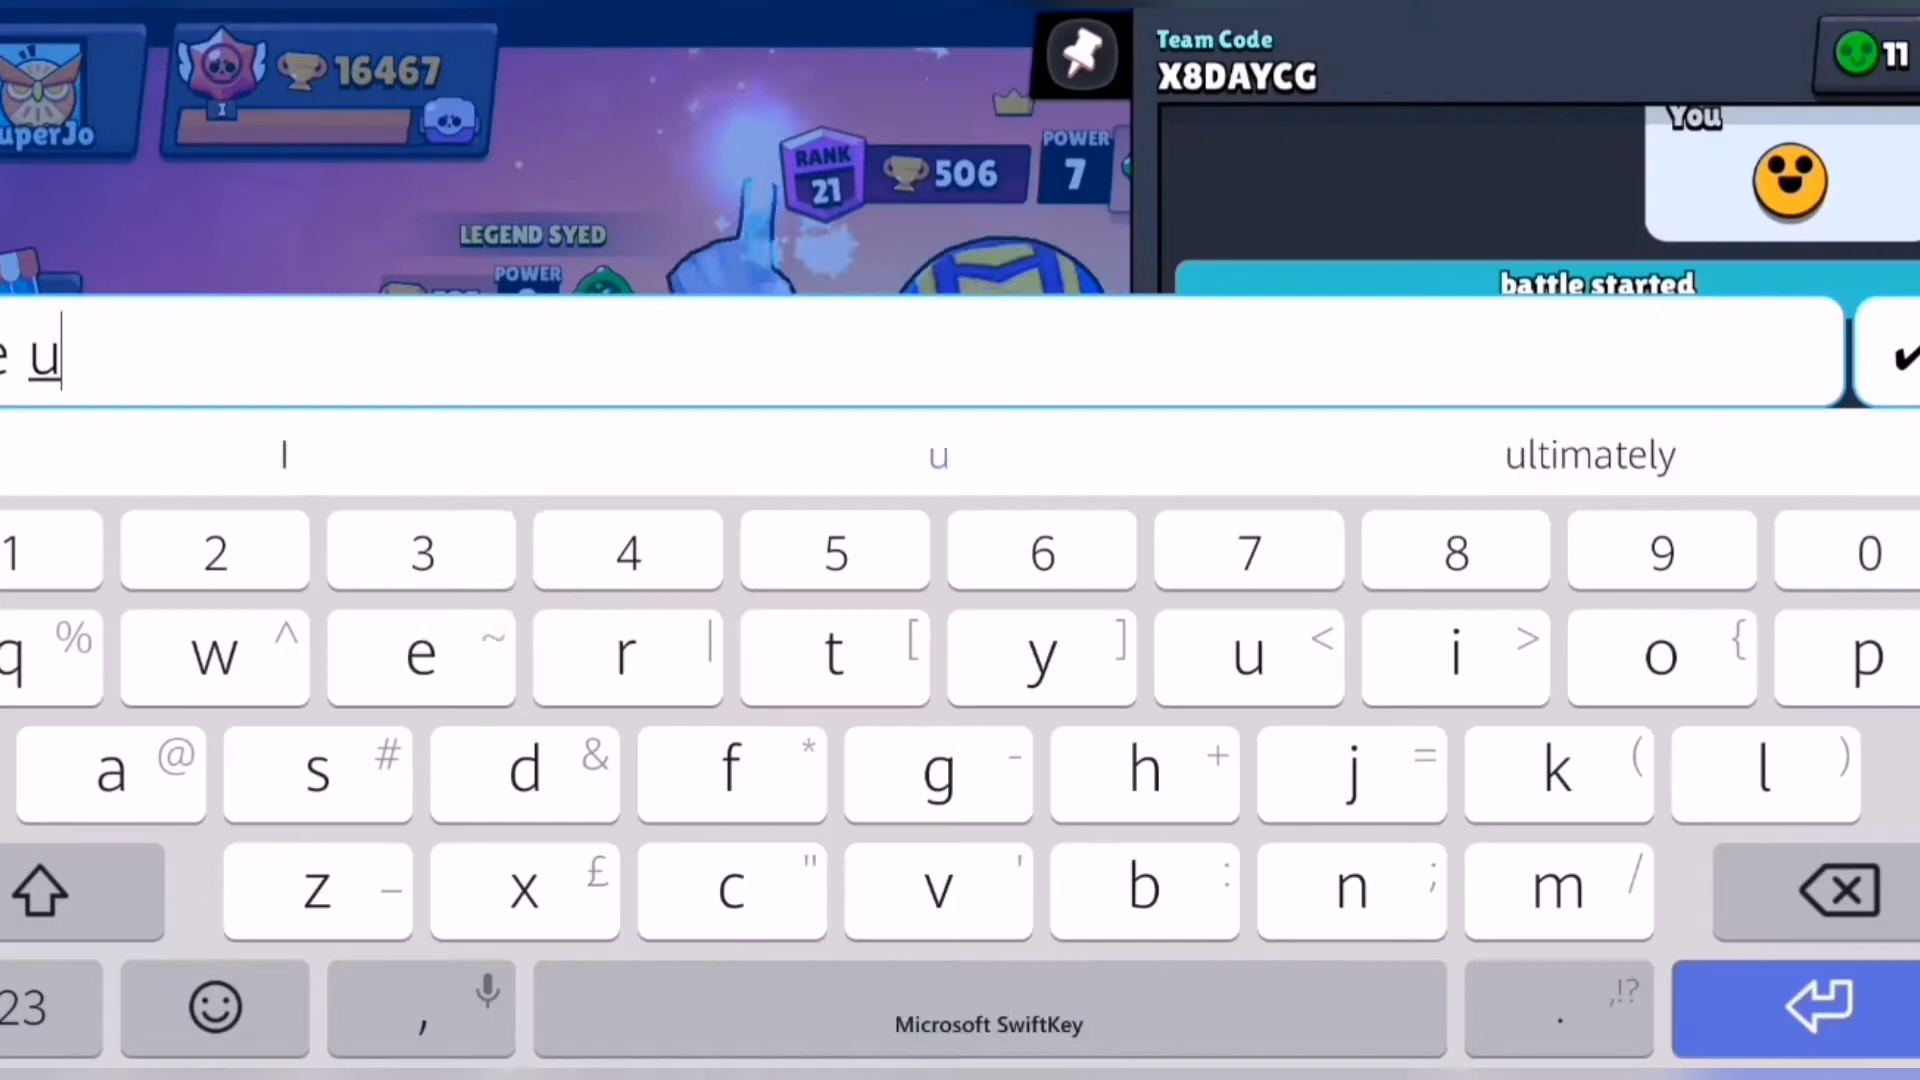 Team Code
X8DAYCG
11
16467
I
uperJo
You
RANK
21
506
POWER
7
LEGEND SYED
POWER
battle started
e u
I
u
ultimately
1 2 3 4 5 6 7 8 9 0
q % w ^ e ~ r | t [ y ] u < i > o { p
a @ s # d & f * g - h + j = k ( l )
z _ x £ c " v ' b : n ; m /
23 , Microsoft SwiftKey . ,!?